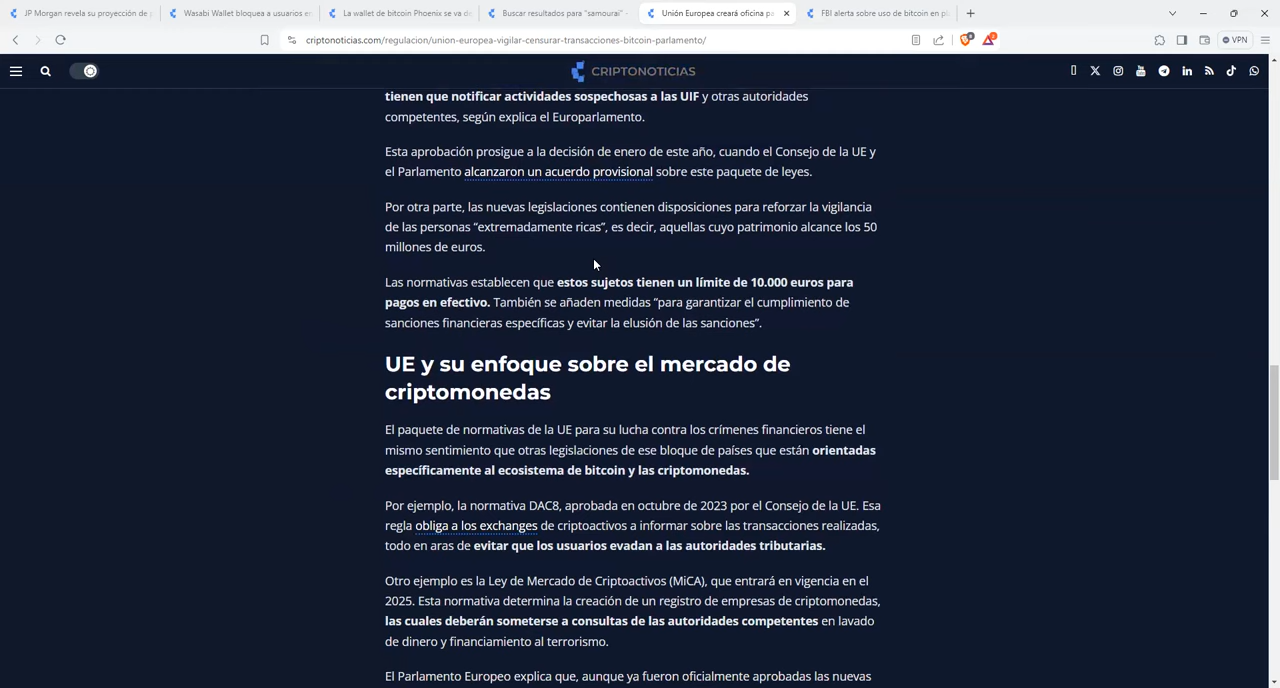 JP Morgan revela su proyección de p
Wasabi Wallet bloquea a usuarios e
La wallet de bitcoin Phoenix se va de
Buscar resultados para "samourai" -
Unión Europea creará oficina pa
FBI alerta sobre uso de bitcoin en pl
criptonoticias.com/regulacion/union-europea-vigilar-censurar-transacciones-bitcoin-parlamento/
VPN
CRIPTONOTICIAS
tienen que notificar actividades sospechosas a las UIF y otras autoridades
competentes, según explica el Europarlamento.
Esta aprobación prosigue a la decisión de enero de este año, cuando el Consejo de la UE y
el Parlamento alcanzaron un acuerdo provisional sobre este paquete de leyes.
Por otra parte, las nuevas legislaciones contienen disposiciones para reforzar la vigilancia
de las personas “extremadamente ricas”, es decir, aquellas cuyo patrimonio alcance los 50
millones de euros.
Las normativas establecen que estos sujetos tienen un límite de 10.000 euros para
pagos en efectivo. También se añaden medidas “para garantizar el cumplimiento de
sanciones financieras específicas y evitar la elusión de las sanciones”.
UE y su enfoque sobre el mercado de
criptomonedas
El paquete de normativas de la UE para su lucha contra los crímenes financieros tiene el
mismo sentimiento que otras legislaciones de ese bloque de países que están orientadas
específicamente al ecosistema de bitcoin y las criptomonedas.
Por ejemplo, la normativa DAC8, aprobada en octubre de 2023 por el Consejo de la UE. Esa
regla obliga a los exchanges de criptoactivos a informar sobre las transacciones realizadas,
todo en aras de evitar que los usuarios evadan a las autoridades tributarias.
Otro ejemplo es la Ley de Mercado de Criptoactivos (MiCA), que entrará en vigencia en el
2025. Esta normativa determina la creación de un registro de empresas de criptomonedas,
las cuales deberán someterse a consultas de las autoridades competentes en lavado
de dinero y financiamiento al terrorismo.
El Parlamento Europeo explica que, aunque ya fueron oficialmente aprobadas las nuevas